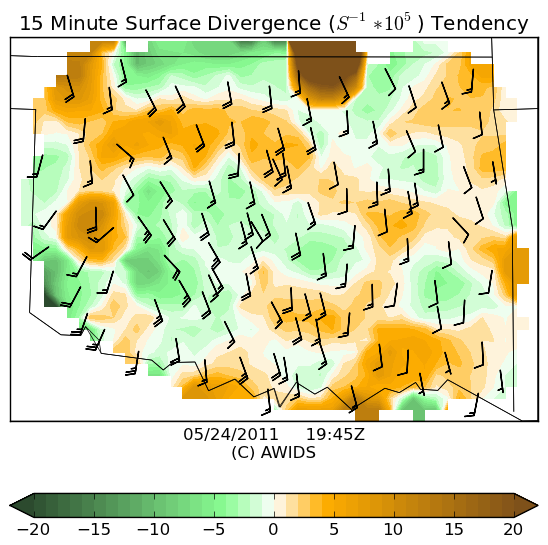 15 Minute Surface Divergence (S⁻¹ *10⁵ ) Tendency
05/24/2011 19:45Z
(C) AWIDS
−20 −15 −10 −5 0 5 10 15 20